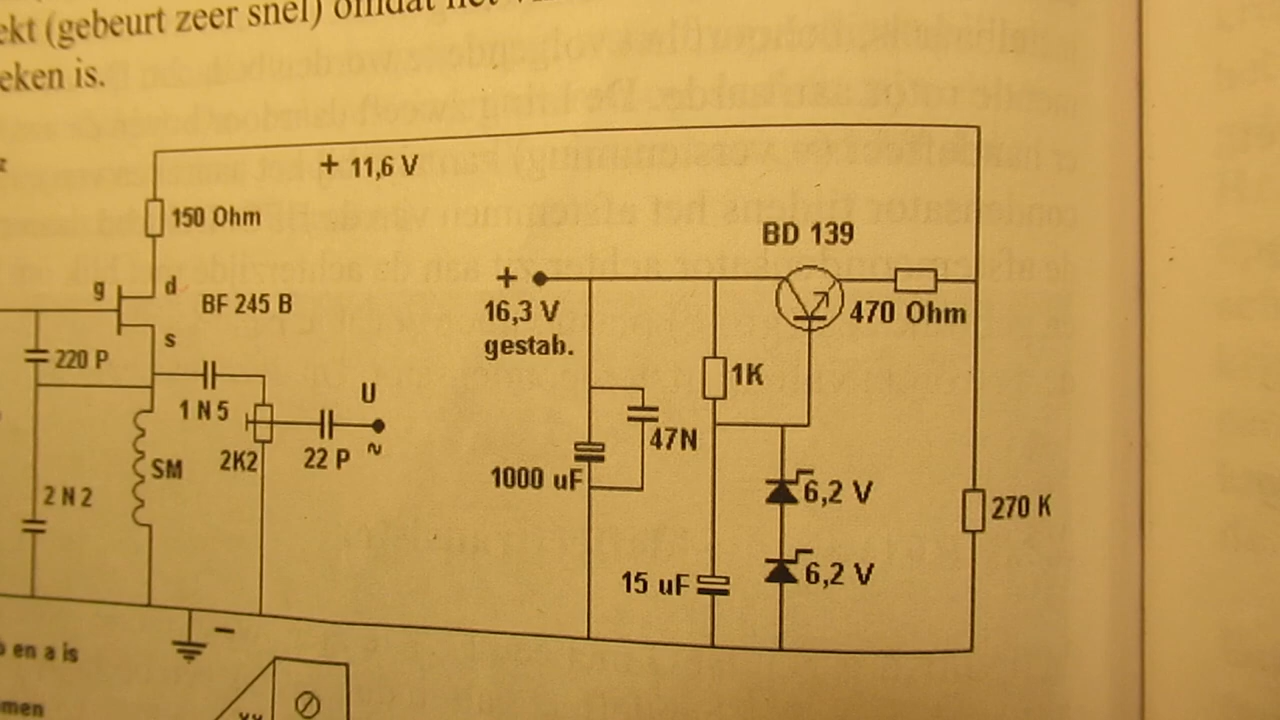 ekt (gebeurt zeer snel) omdat het
eken is.
+ 11,6 V
150 Ohm
BD 139
g
d
BF 245 B
+
16,3 V
gestab.
470 Ohm
s
220 P
1K
U
1 N 5
~
47N
SM
2K2
22 P
1000 uF
2 N 2
6,2 V
270 K
15 uF
6,2 V
−
en a is
men